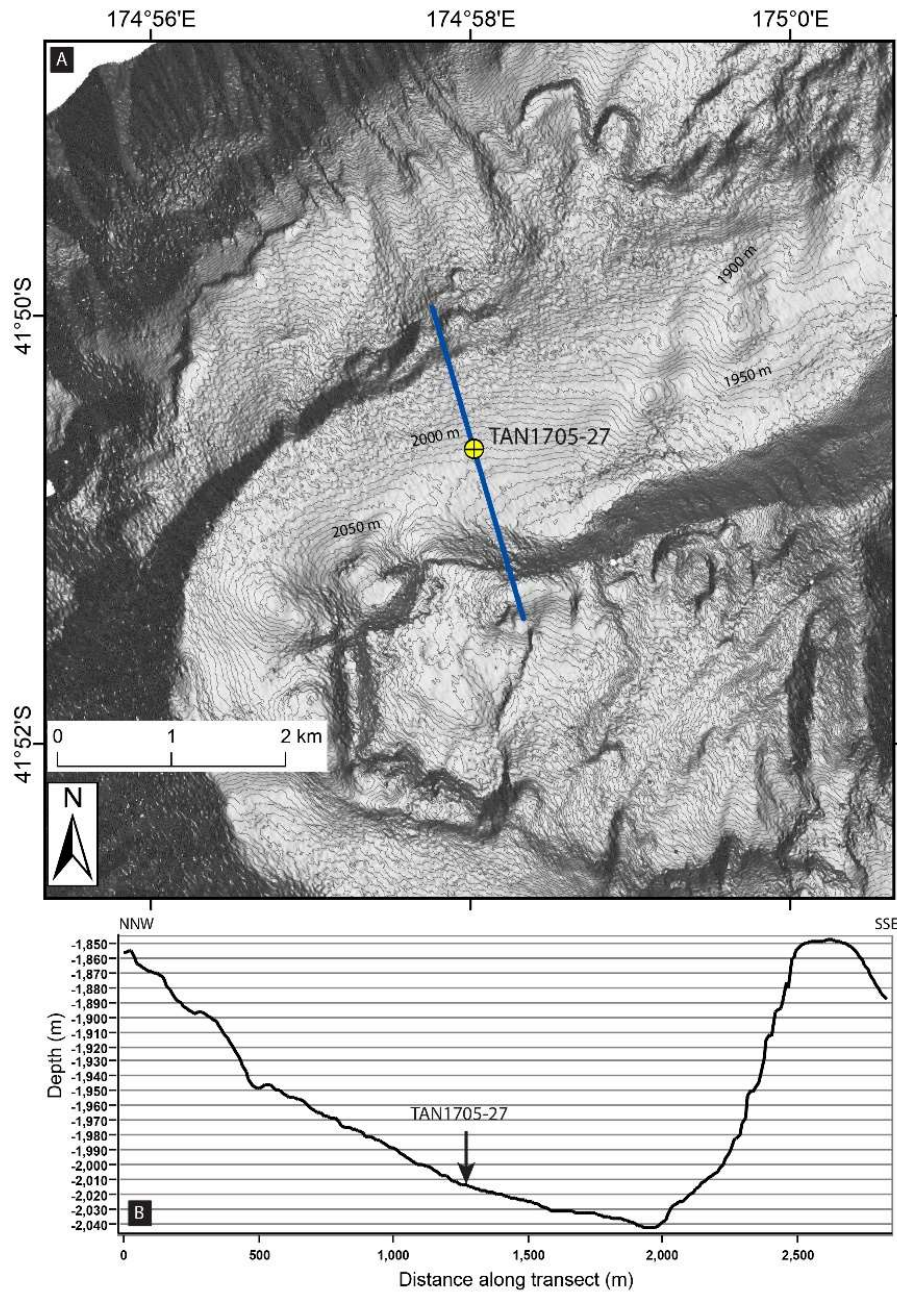 174°56'E 174°58'E 175°0'E
A
1900 m
41°50'S
1950 m
2000 m
TAN1705-27
2050 m
0 1 2 km
41°52'S
N
NNW SSE
-1,850
-1,860
-1,870
-1,880
-1,890
-1,900
-1,910
-1,920
-1,930
-1,940
-1,950
-1,960
-1,970
-1,980
-1,990
-2,000
-2,010
-2,020
-2,030
-2,040
Depth (m)
TAN1705-27
B
0 500 1,000 1,500 2,000 2,500
Distance along transect (m)